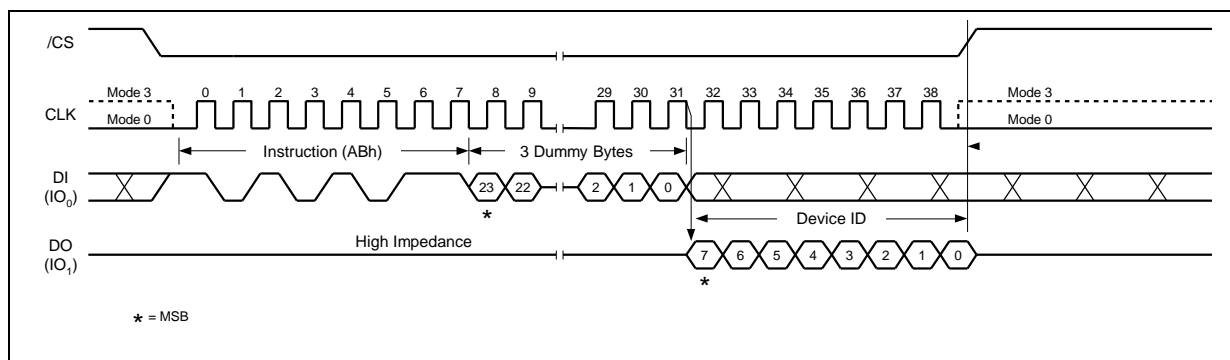 /CS
Mode 3
0 1 2 3 4 5 6 7 8 9 29 30 31 32 33 34 35 36 37 38
Mode 3
CLK
Mode 0
Mode 0
Instruction (ABh)
3 Dummy Bytes
DI
(IO0)
23 22 2 1 0
*
Device ID
DO
(IO1)
High Impedance
7 6 5 4 3 2 1 0
*
* = MSB